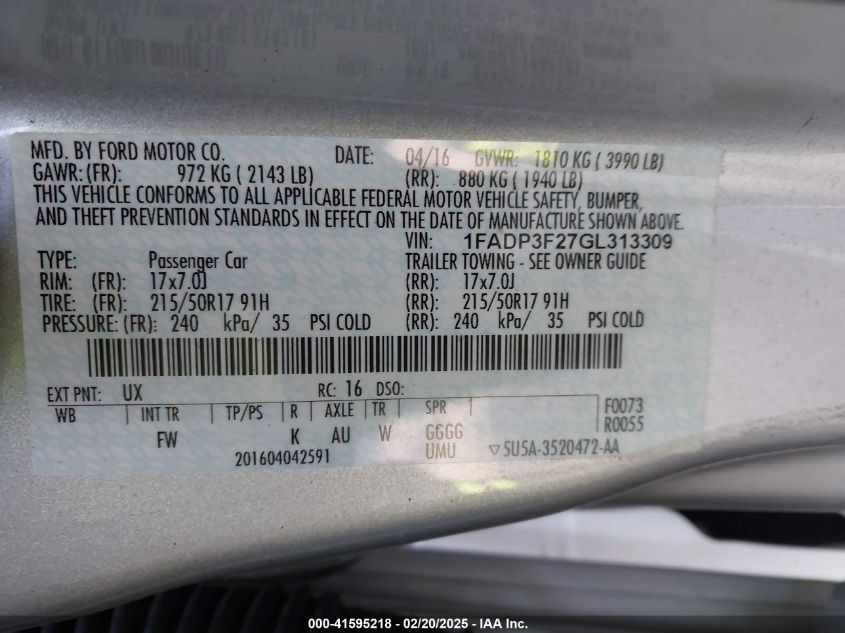 MFD. BY FORD MOTOR CO. DATE: 04/16 GVWR: 1810 KG ( 3990 LB)
GAWR:(FR): 972 KG ( 2143 LB) (RR): 880 KG ( 1940 LB)
THIS VEHICLE CONFORMS TO ALL APPLICABLE FEDERAL MOTOR VEHICLE SAFETY, BUMPER,
AND THEFT PREVENTION STANDARDS IN EFFECT ON THE DATE OF MANUFACTURE SHOWN ABOVE.
VIN: 1FADP3F27GL313309
TYPE: Passenger Car TRAILER TOWING - SEE OWNER GUIDE
RIM: (FR): 17x7.0J (RR): 17x7.0J
TIRE: (FR): 215/50R17 91H (RR): 215/50R17 91H
PRESSURE: (FR): 240 kPa/ 35 PSI COLD (RR): 240 kPa/ 35 PSI COLD
EXT PNT: UX RC: 16 DSO:
WB INT TR TP/PS R AXLE TR SPR F0073
FW K AU W GGGG R0055
201604042591 UMU ▽5U5A-3520472-AA
000-41595218 - 02/20/2025 - IAA Inc.